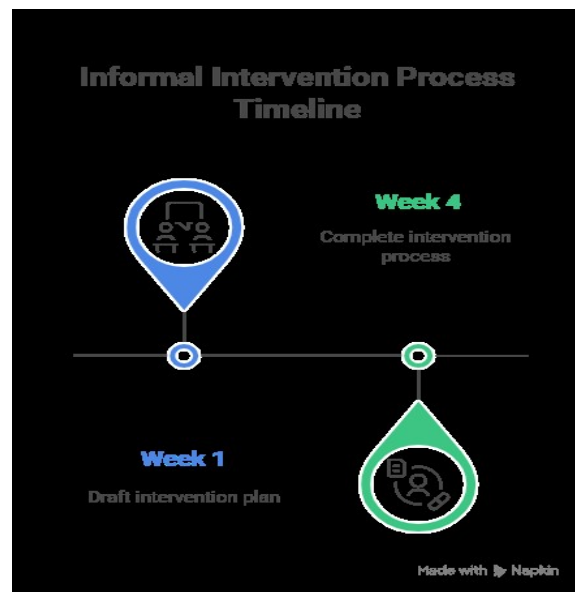 Informal Intervention Process
Timeline
Week 4
Complete intervention
process
Week 1
Draft intervention plan
Made with Napkin